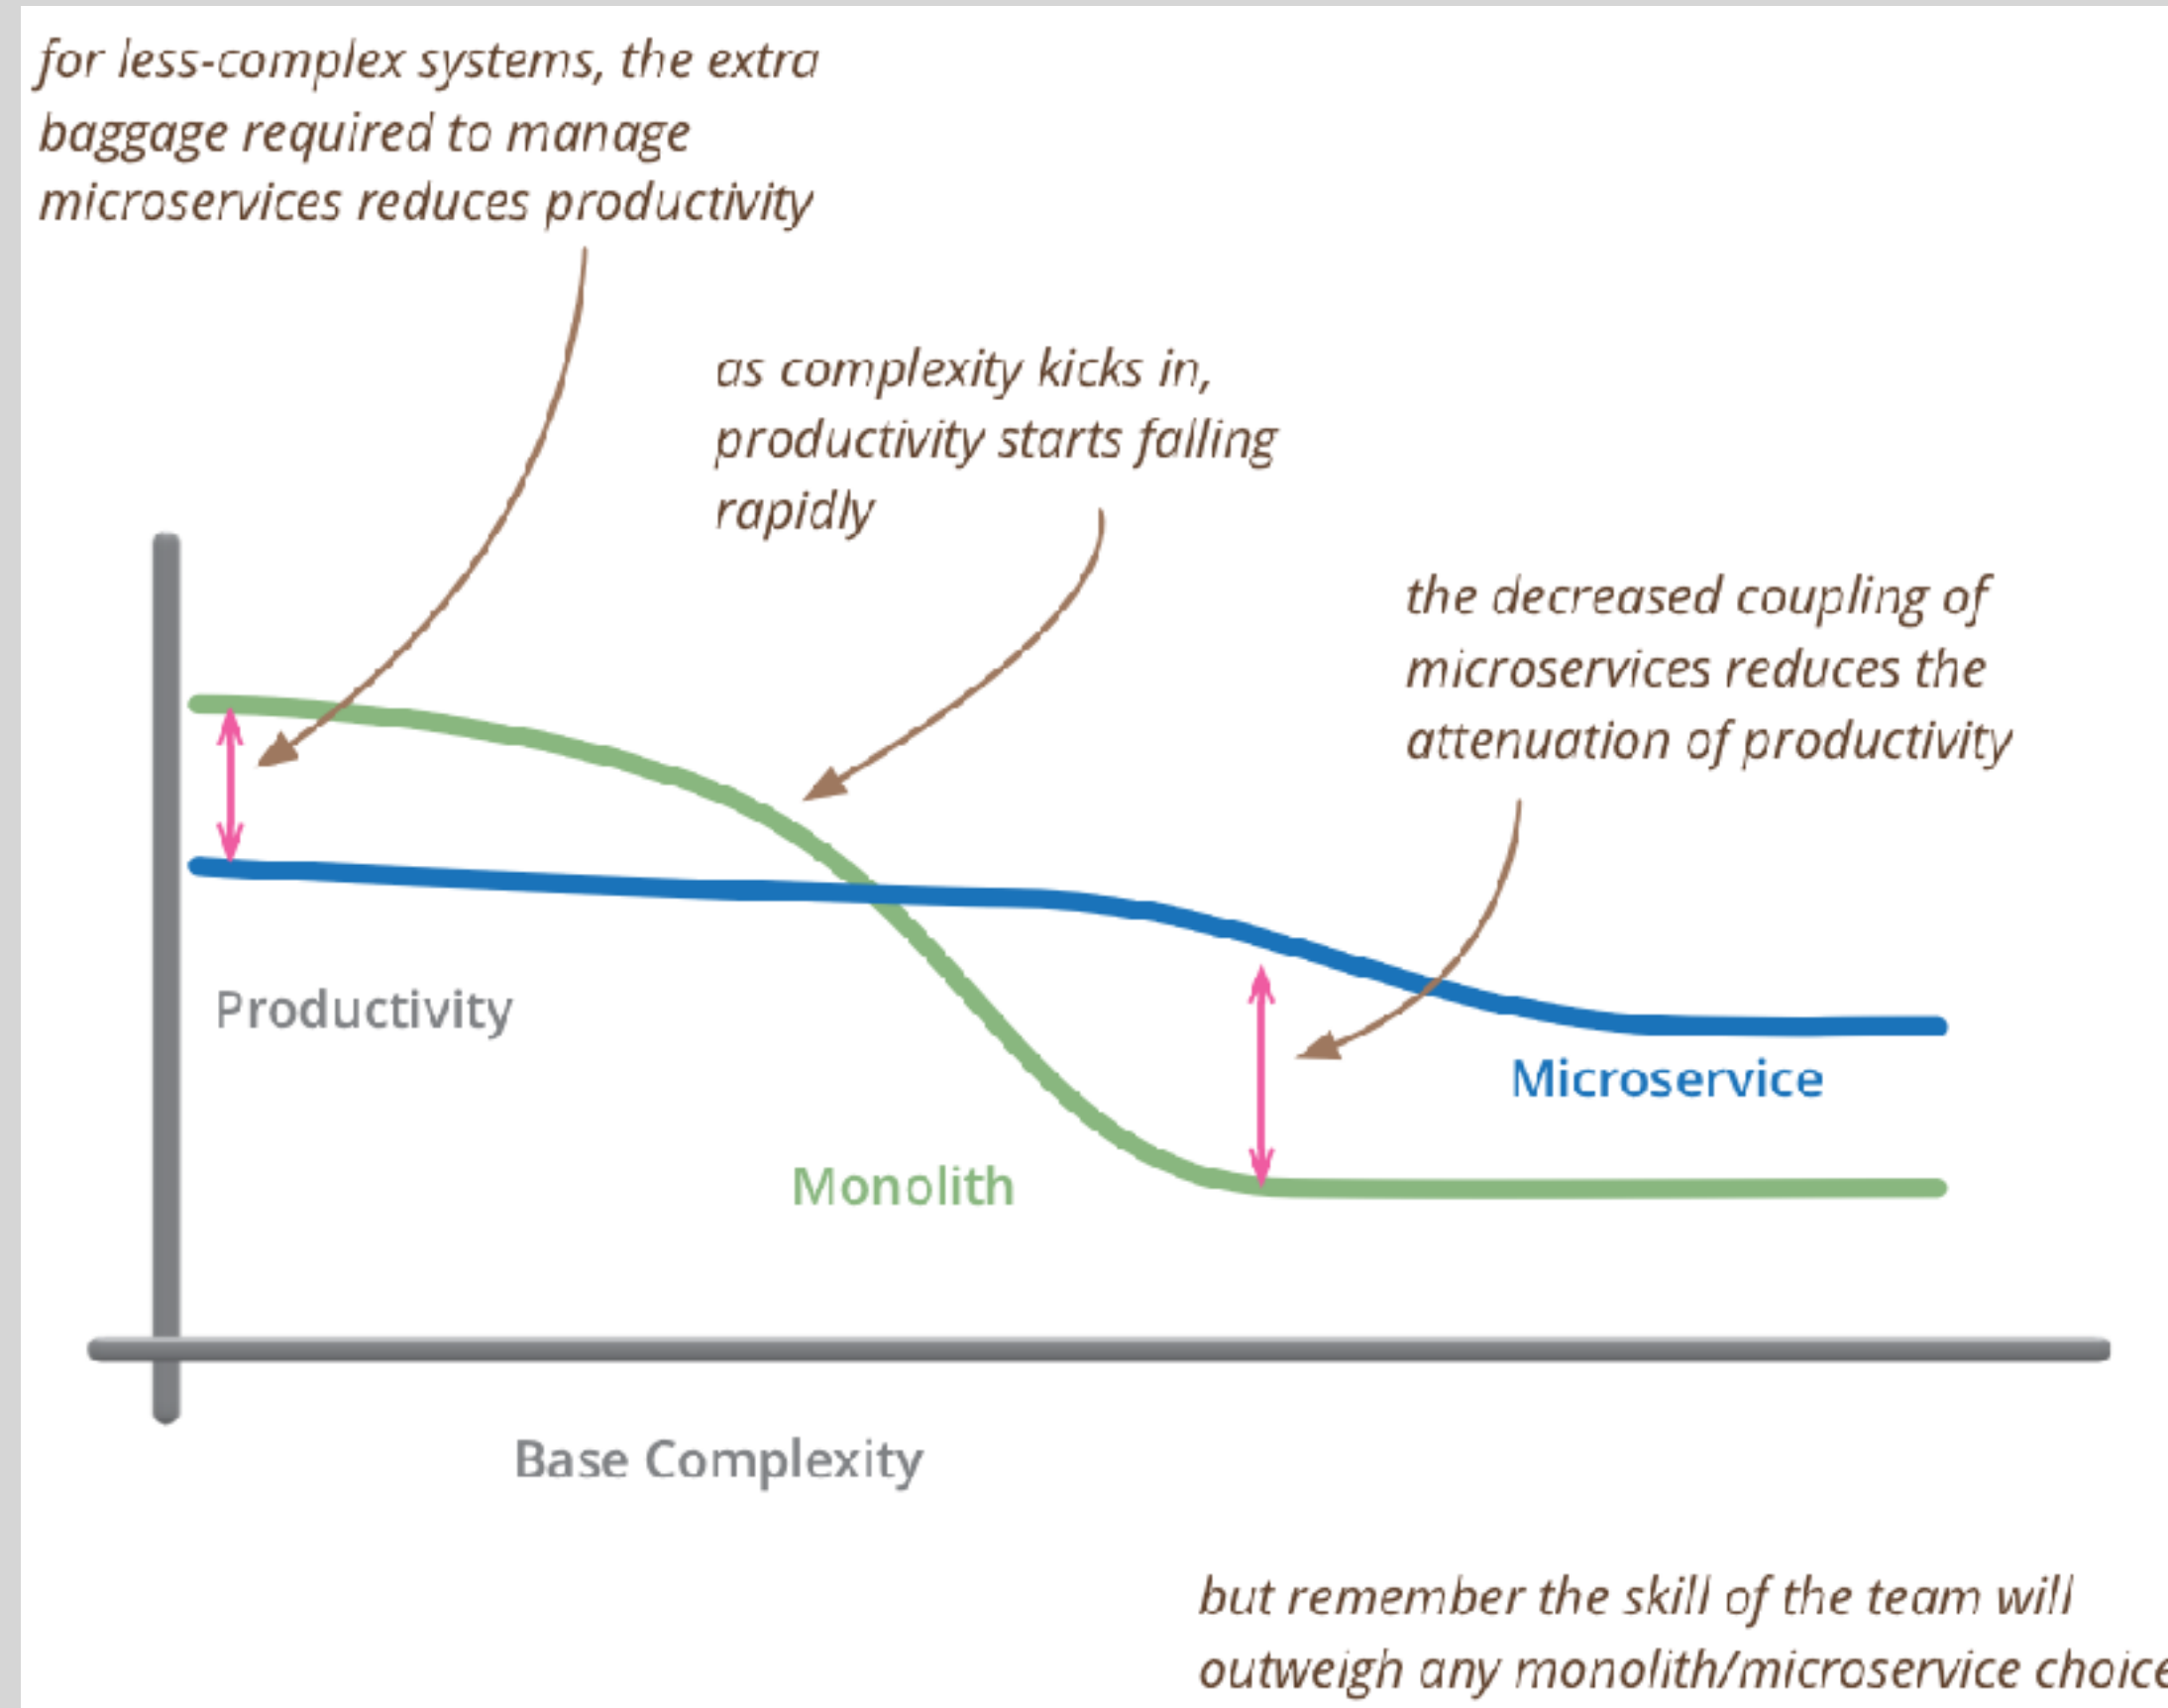 for less-complex systems, the extra
baggage required to manage
microservices reduces productivity
as complexity kicks in,
productivity starts falling
rapidly
the decreased coupling of
microservices reduces the
attenuation of productivity
Productivity
Microservice
Monolith
Base Complexity
but remember the skill of the team will
outweigh any monolith/microservice choice